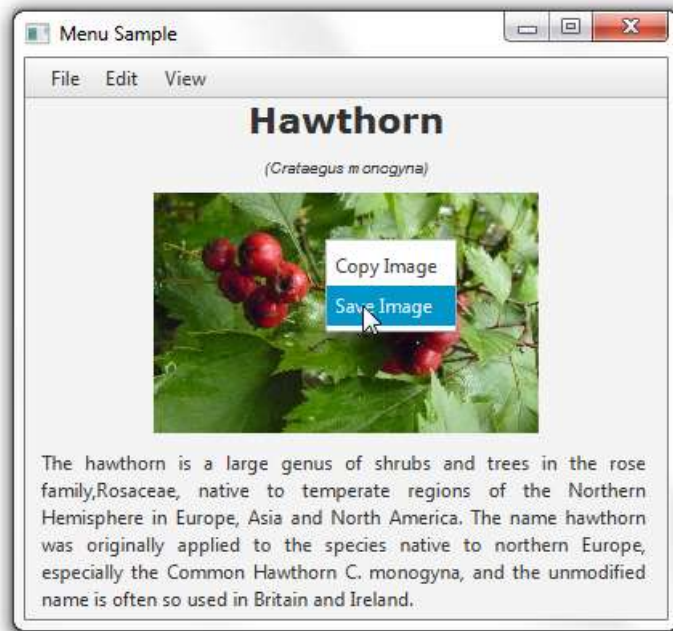 Menu Sample
File Edit View
Hawthorn
(Crataegus monogyna)
Copy Image
Save Image
The hawthorn is a large genus of shrubs and trees in the rose
family,Rosaceae, native to temperate regions of the Northern
Hemisphere in Europe, Asia and North America. The name hawthorn
was originally applied to the species native to northern Europe,
especially the Common Hawthorn C. monogyna, and the unmodified
name is often so used in Britain and Ireland.